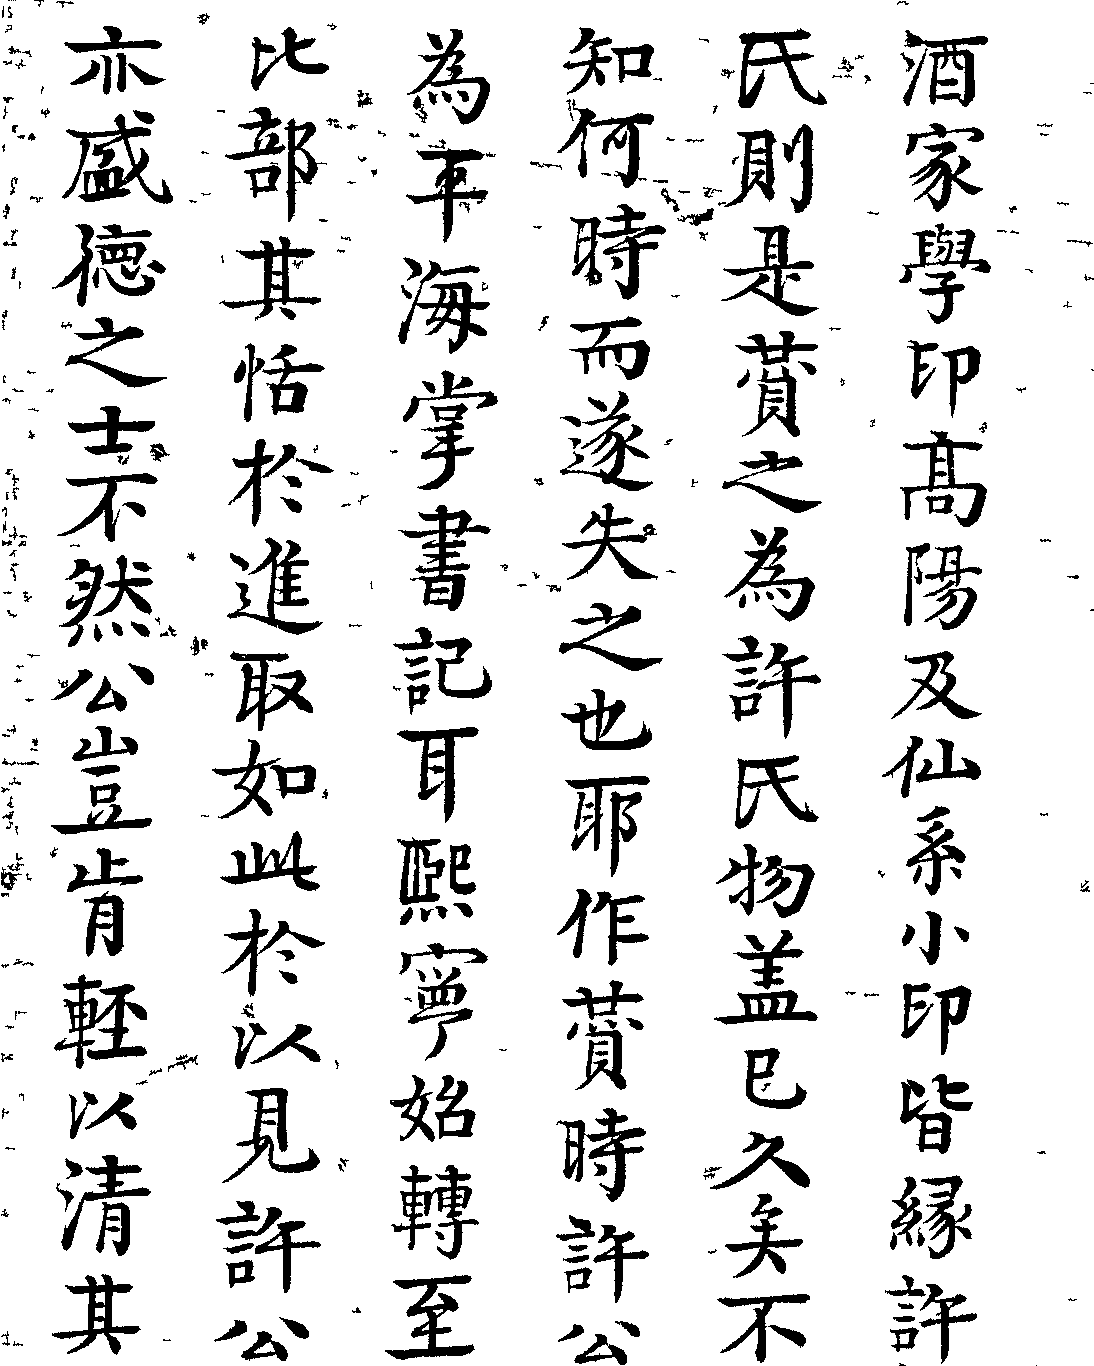 酒家學印高陽及仙系小印皆縁許
氏則是蕡之為許氏物盖已久矣不
知何時而遂失之也耶作蕡時許公
為平海掌書記耳熙寧始轉至
比部其恬於進取如此於以見許公
亦盛德之士不然公豈肯輕以清其